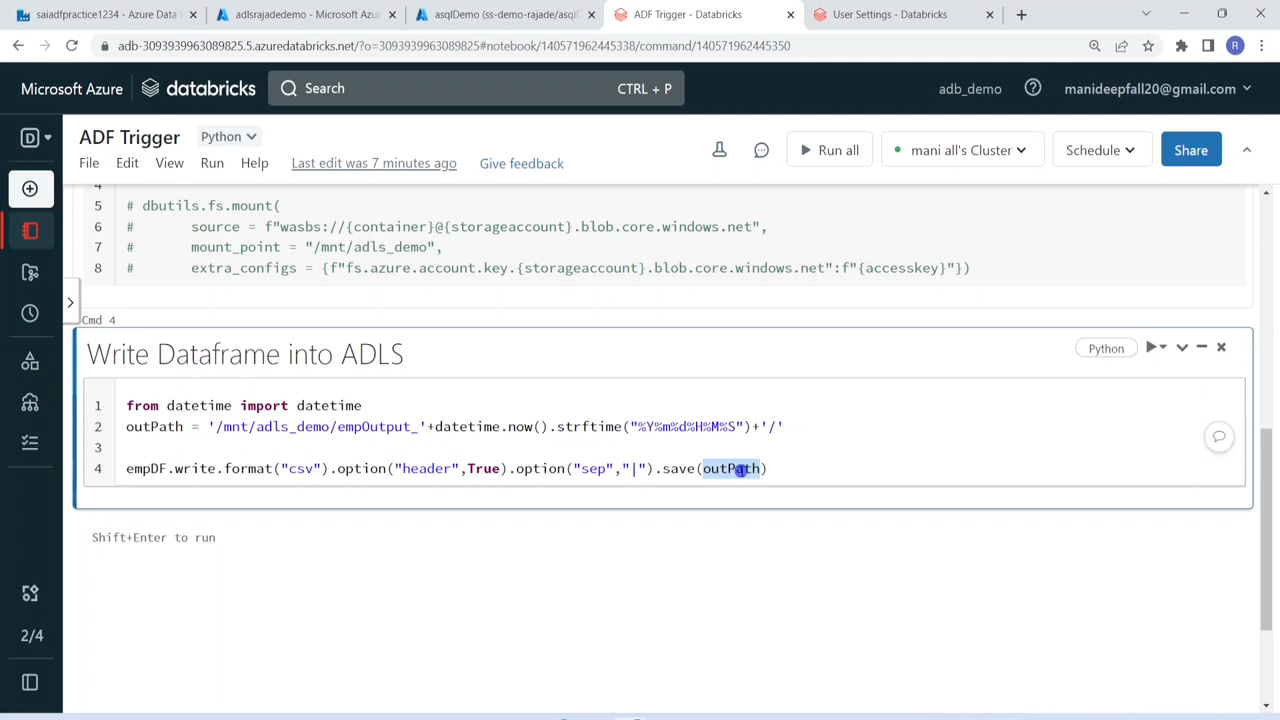 saiadfpractice1234 - Azure Data
adlsrajadedemo - Microsoft Azure
asqlDemo (ss-demo-rajade/asqlD
ADF Trigger - Databricks
User Settings - Databricks
adb-3093939963089825.5.azuredatabricks.net/?o=3093939963089825#notebook/140571962445338/command/140571962445350
R
Microsoft Azure
databricks
Search
CTRL + P
adb_demo
manideepfall20@gmail.com
D
ADF Trigger
Python
File
Edit
View
Run
Help
Last edit was 7 minutes ago
Give feedback
Run all
mani all's Cluster
Schedule
Share
4
5 # dbutils.fs.mount(
6 #     source = f"wasbs://{container}@{storageaccount}.blob.core.windows.net",
7 #     mount_point = "/mnt/adls_demo",
8 #     extra_configs = {f"fs.azure.account.key.{storageaccount}.blob.core.windows.net":f"{accesskey}"})
Cmd 4
Write Dataframe into ADLS
Python
1 from datetime import datetime
2 outPath = '/mnt/adls_demo/empOutput_'+datetime.now().strftime("%Y%m%d%H%M%S")+'/'
3
4 empDF.write.format("csv").option("header",True).option("sep","|").save(outPath)
Shift+Enter to run
2/4